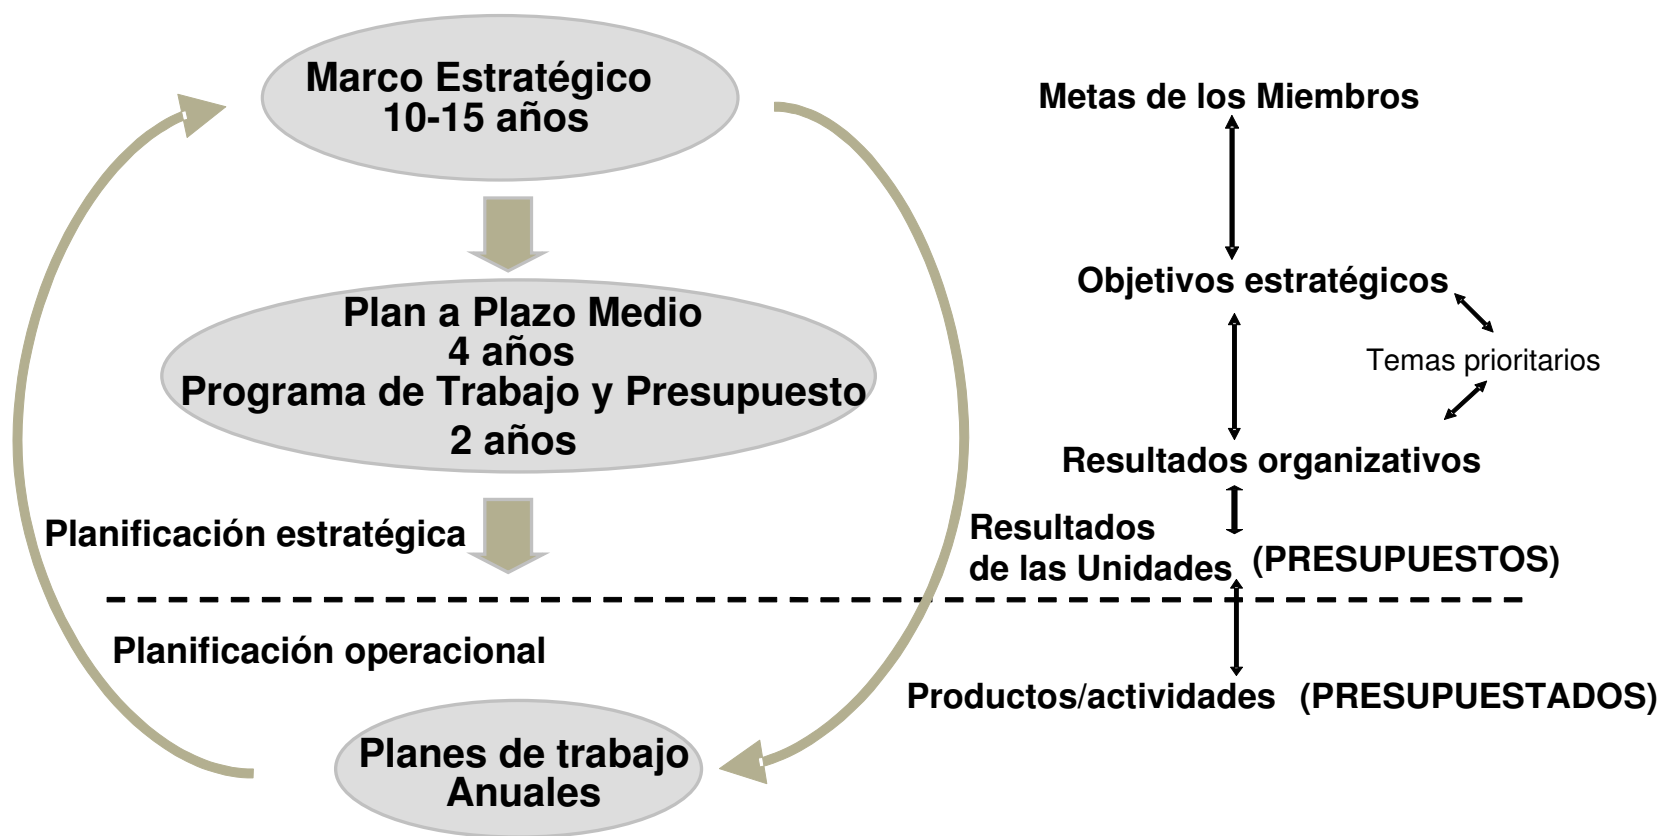 Marco Estratégico
10-15 años
Plan a Plazo Medio
4 años
Programa de Trabajo y Presupuesto
2 años
Planificación estratégica
Planificación operacional
Planes de trabajo
Anuales
Metas de los Miembros
Objetivos estratégicos
Temas prioritarios
Resultados organizativos
Resultados
de las Unidades (PRESUPUESTOS)
Productos/actividades (PRESUPUESTADOS)